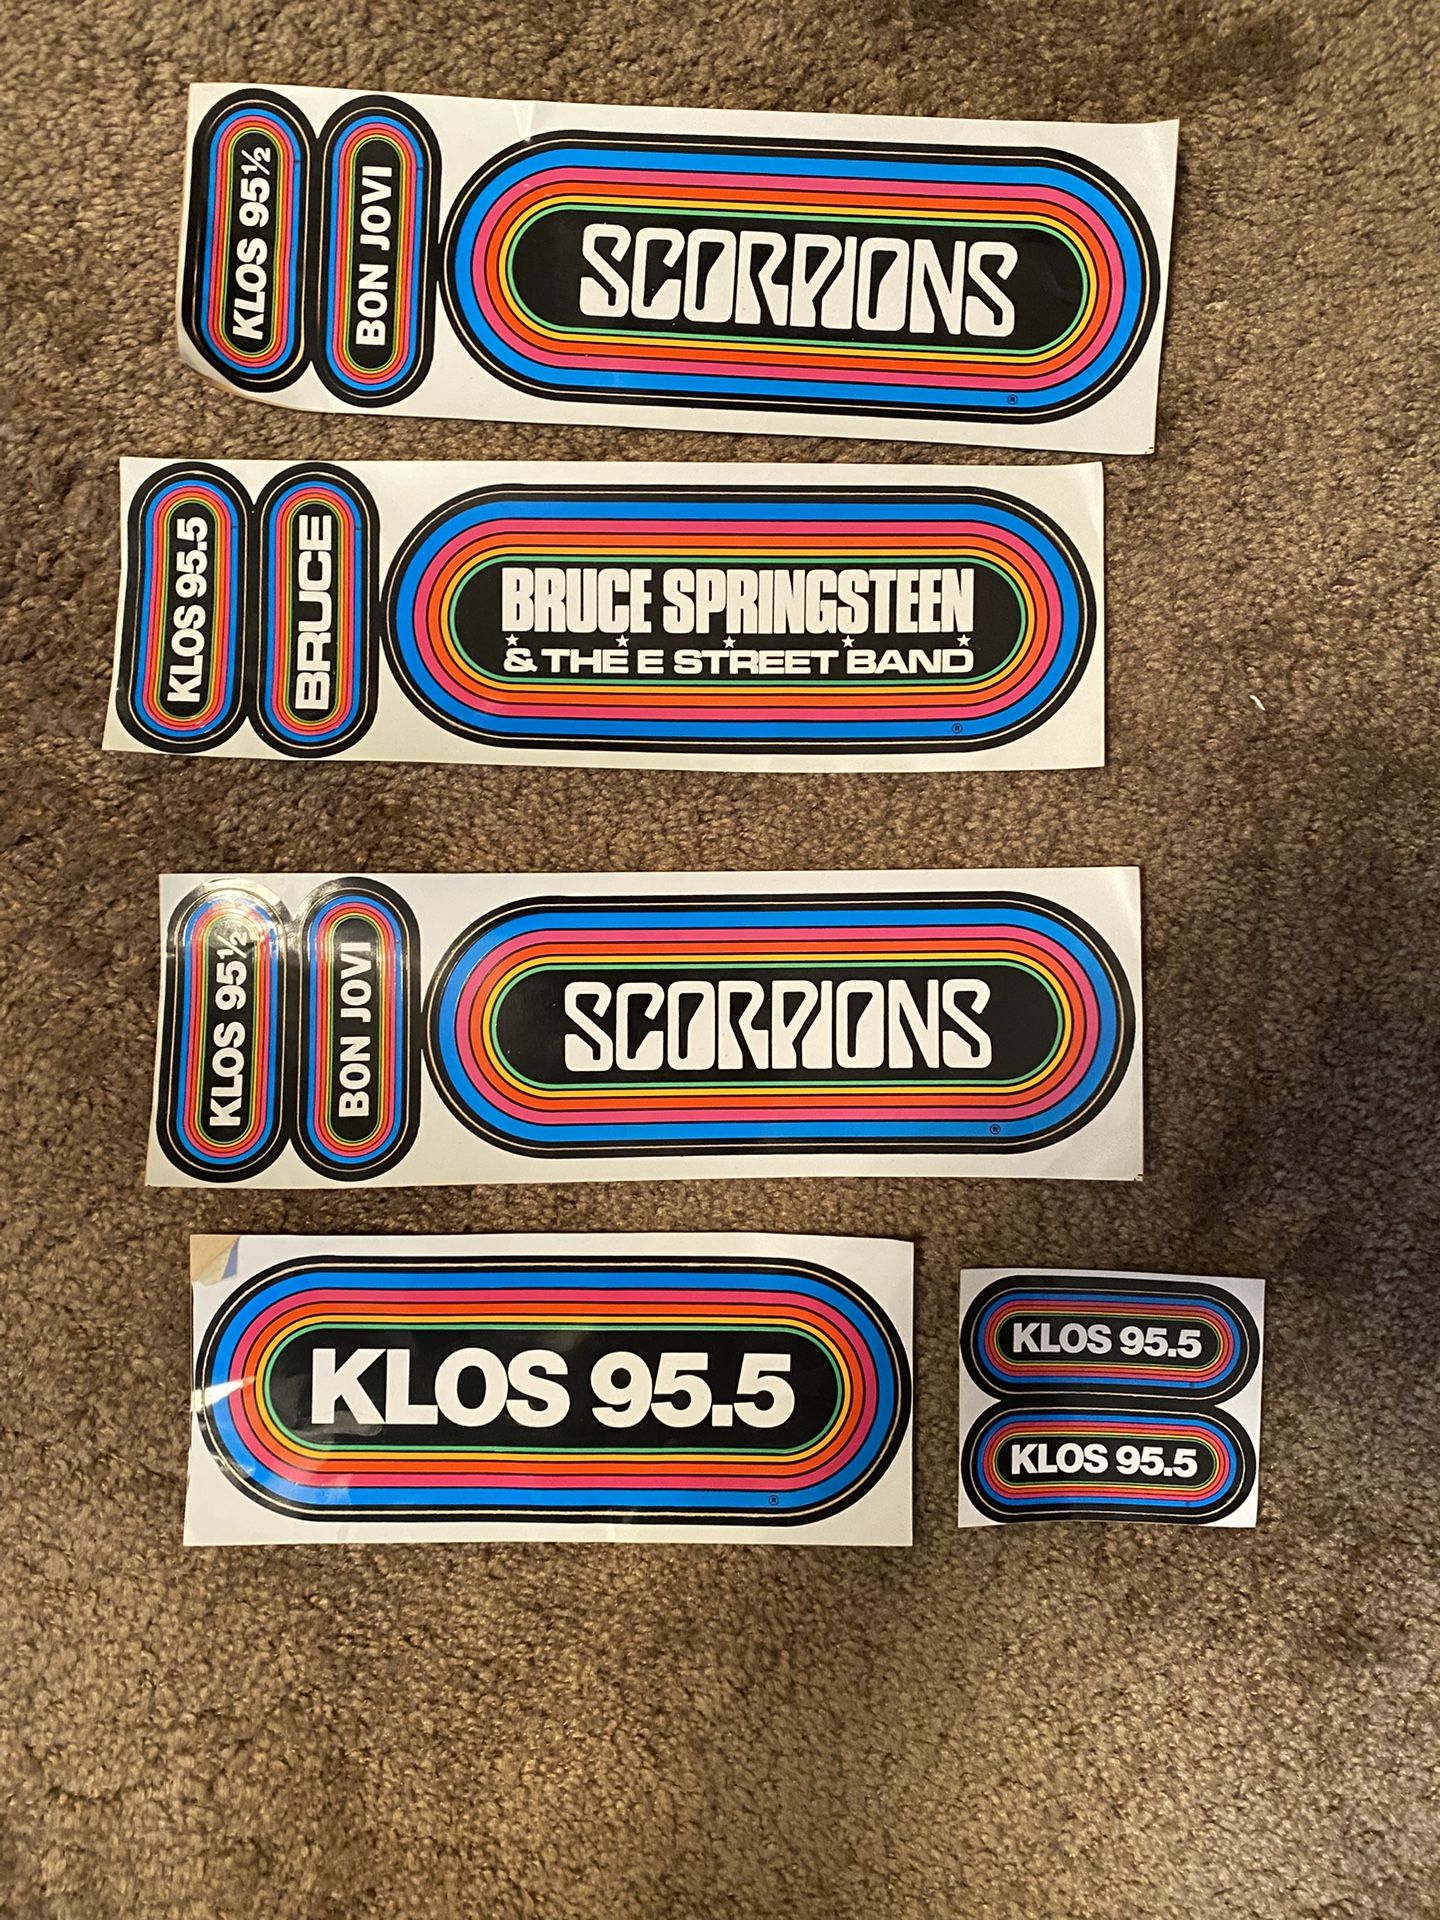 KLOS 95½
BON JOVI
SCORPIONS
®
KLOS 95.5
BRUCE
BRUCE SPRINGSTEEN
& THE E STREET BAND
®
KLOS 95½
BON JOVI
SCORPIONS
®
KLOS 95.5
®
KLOS 95.5
KLOS 95.5